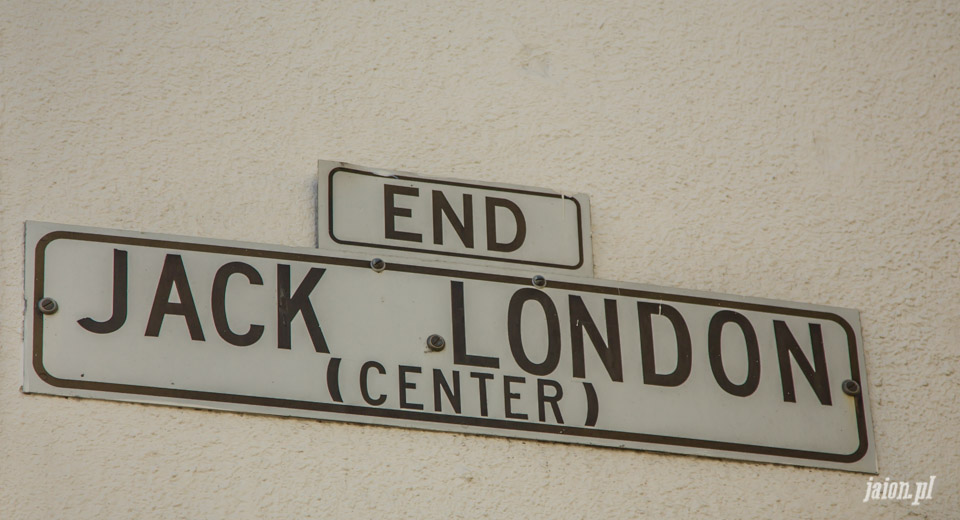 END
JACK LONDON
(CENTER)
jaion.pl